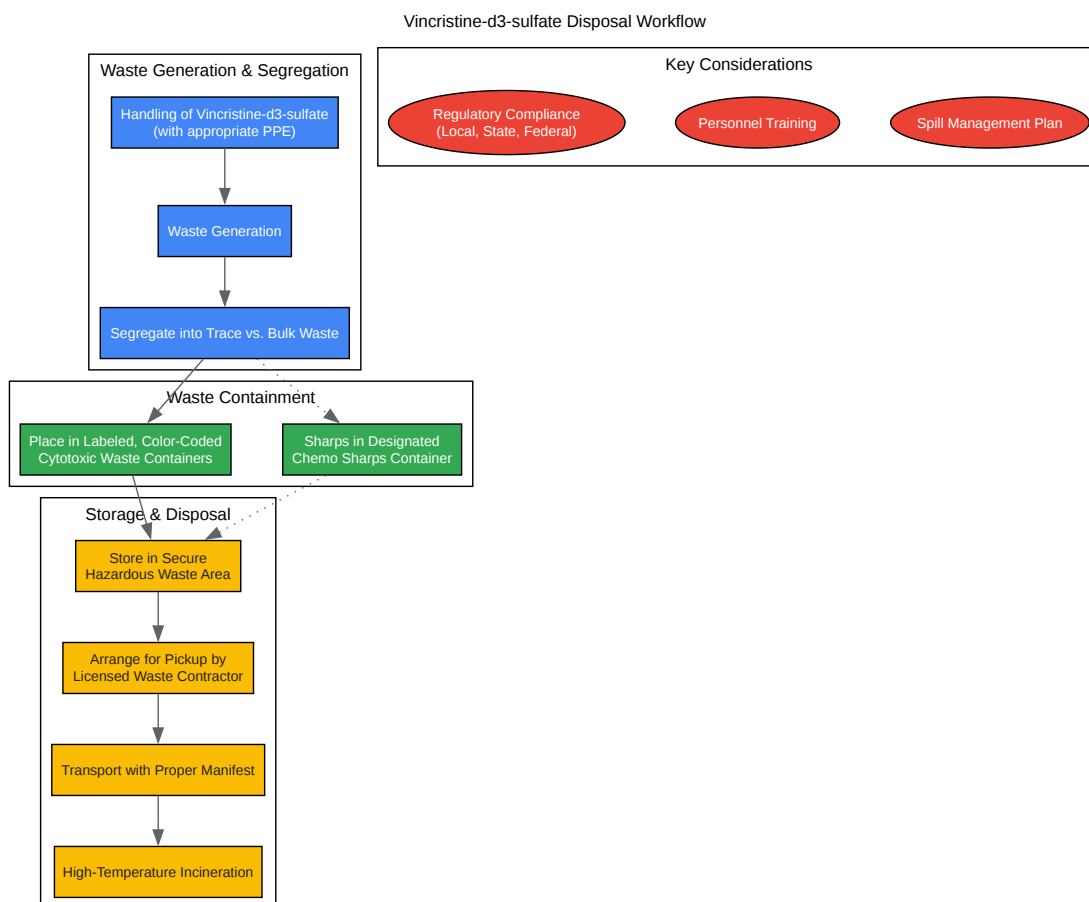 Vincristine-d3-sulfate Disposal Workflow
Waste Generation & Segregation
Handling of Vincristine-d3-sulfate
(with appropriate PPE)
Waste Generation
Segregate into Trace vs. Bulk Waste
Key Considerations
Regulatory Compliance
(Local, State, Federal)
Personnel Training
Spill Management Plan
Waste Containment
Place in Labeled, Color-Coded
Cytotoxic Waste Containers
Sharps in Designated
Chemo Sharps Container
Storage & Disposal
Store in Secure
Hazardous Waste Area
Arrange for Pickup by
Licensed Waste Contractor
Transport with Proper Manifest
High-Temperature Incineration